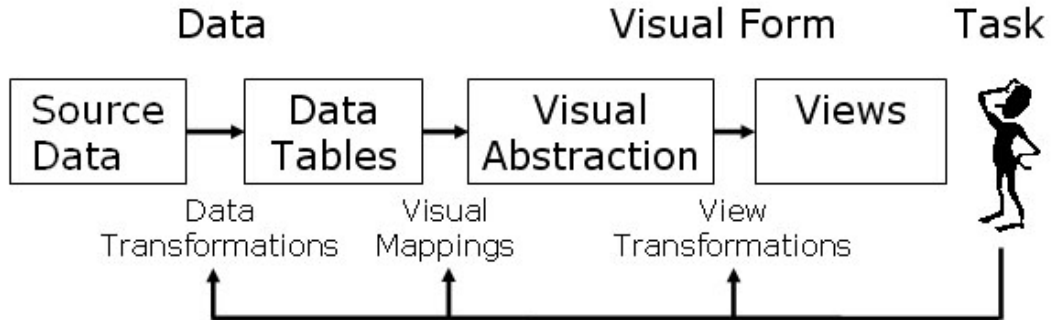 Data
Visual Form
Task
Source
Data
Data
Tables
Visual
Abstraction
Views
Data
Transformations
Visual
Mappings
View
Transformations